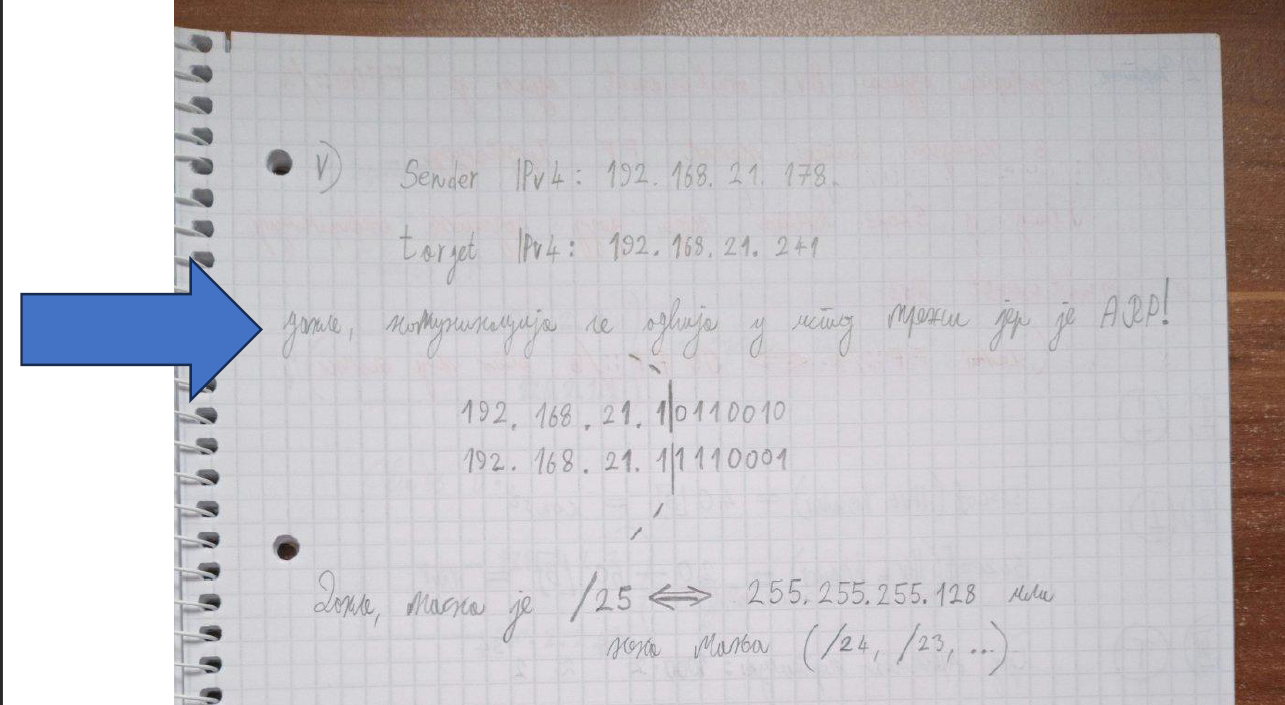 V) Sender IPv4: 192. 168. 21. 178.
target IPv4: 192. 168. 21. 241
дакле, комуникација се одвија у истој мрежи јер је ARP!
192. 168. 21. 1|0110010
192. 168. 21. 1|1110001
Дакле, маска је /25 ⟺ 255.255.255.128 или
нека мања (/24, /23, ...)